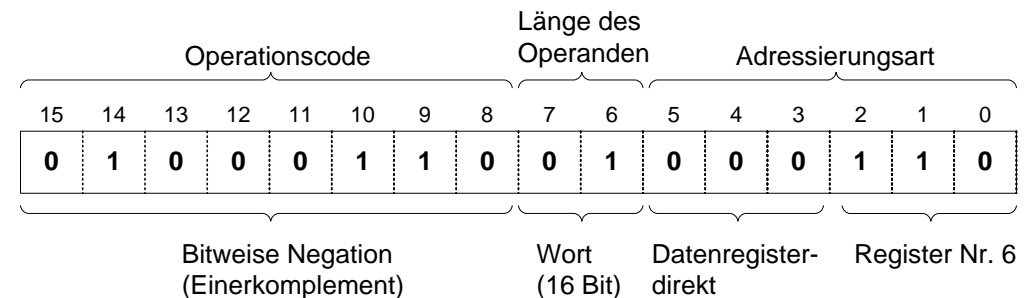 Länge des
Operationscode Operanden Adressierungsart
15 14 13 12 11 10 9 8 7 6 5 4 3 2 1 0
0 1 0 0 0 1 1 0 0 1 0 0 0 1 1 0
Bitweise Negation Wort Datenregister- Register Nr. 6
(Einerkomplement) (16 Bit) direkt